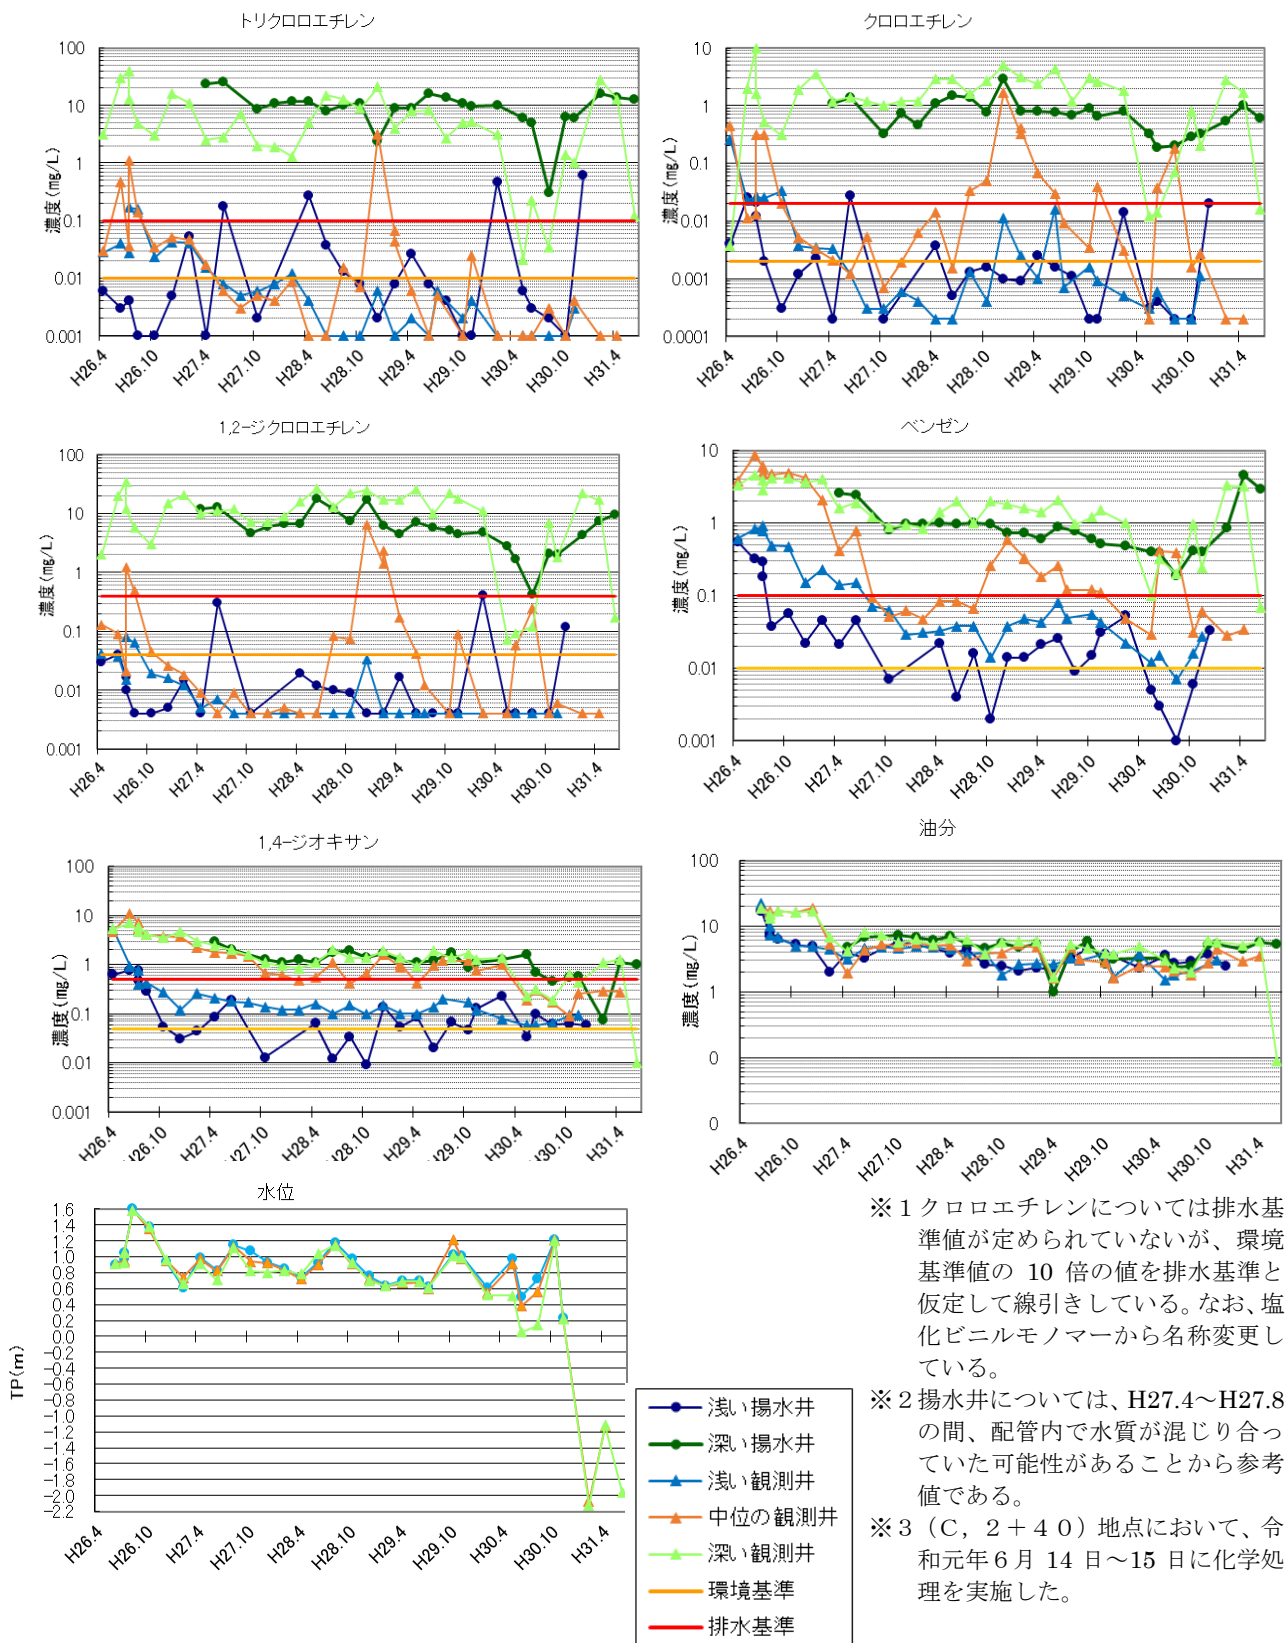 トリクロロエチレン
濃度(mg/L)
100
10
1
0.1
0.01
0.001
H26.4
H26.10
H27.4
H27.10
H28.4
H28.10
H29.4
H29.10
H30.4
H30.10
H31.4
クロロエチレン
濃度(mg/L)
10
1
0.1
0.01
0.001
0.0001
H26.4
H26.10
H27.4
H27.10
H28.4
H28.10
H29.4
H29.10
H30.4
H30.10
H31.4
1,2-ジクロロエチレン
濃度(mg/L)
100
10
1
0.1
0.01
0.001
H26.4
H26.10
H27.4
H27.10
H28.4
H28.10
H29.4
H29.10
H30.4
H30.10
H31.4
ベンゼン
濃度(mg/L)
10
1
0.1
0.01
0.001
H26.4
H26.10
H27.4
H27.10
H28.4
H28.10
H29.4
H29.10
H30.4
H30.10
H31.4
1,4-ジオキサン
濃度(mg/L)
100
10
1
0.1
0.01
0.001
H26.4
H26.10
H27.4
H27.10
H28.4
H28.10
H29.4
H29.10
H30.4
H30.10
H31.4
油分
濃度(mg/L)
100
10
1
0
0
H26.4
H26.10
H27.4
H27.10
H28.4
H28.10
H29.4
H29.10
H30.4
H30.10
H31.4
水位
TP(m)
1.6
1.4
1.2
1.0
0.8
0.6
0.4
0.2
0.0
-0.2
-0.4
-0.6
-0.8
-1.0
-1.2
-1.4
-1.6
-1.8
-2.0
-2.2
H26.4
H26.10
H27.4
H27.10
H28.4
H28.10
H29.4
H29.10
H30.4
H30.10
H31.4
浅い揚水井
深い揚水井
浅い観測井
中位の観測井
深い観測井
環境基準
排水基準
※1 クロロエチレンについては排水基
準値が定められていないが、環境
基準値の 10 倍の値を排水基準と
仮定して線引きしている。なお、塩
化ビニルモノマーから名称変更し
ている。
※2 揚水井については、H27.4～H27.8
の間、配管内で水質が混じり合っ
ていた可能性があることから参考
値である。
※3（C，2＋40）地点において、令
和元年6月 14 日～15 日に化学処
理を実施した。